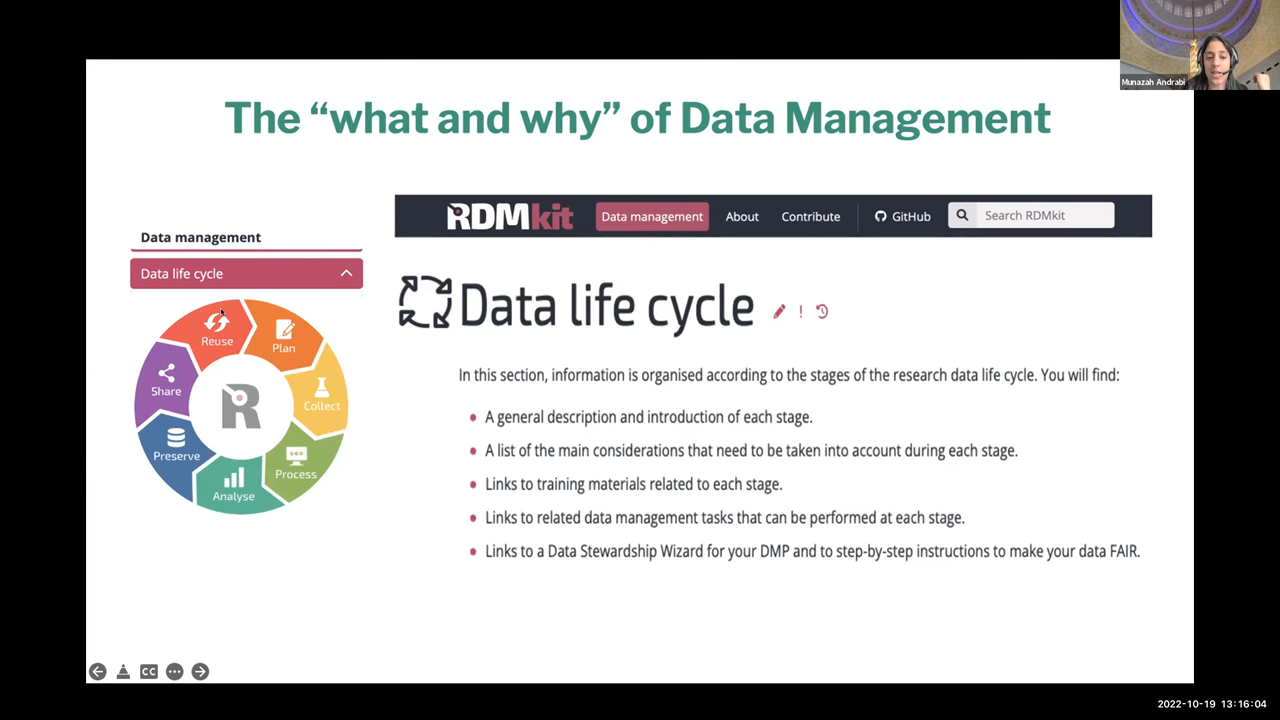 Munazah Andrabi
The “what and why” of Data Management
RDMkit
Data management
About
Contribute
GitHub
Search RDMkit
Data management
Data life cycle
Reuse
Plan
Collect
Process
Analyse
Preserve
Share
R
Data life cycle
!
In this section, information is organised according to the stages of the research data life cycle. You will find:
A general description and introduction of each stage.
A list of the main considerations that need to be taken into account during each stage.
Links to training materials related to each stage.
Links to related data management tasks that can be performed at each stage.
Links to a Data Stewardship Wizard for your DMP and to step-by-step instructions to make your data FAIR.
CC
2022-10-19 13:16:04